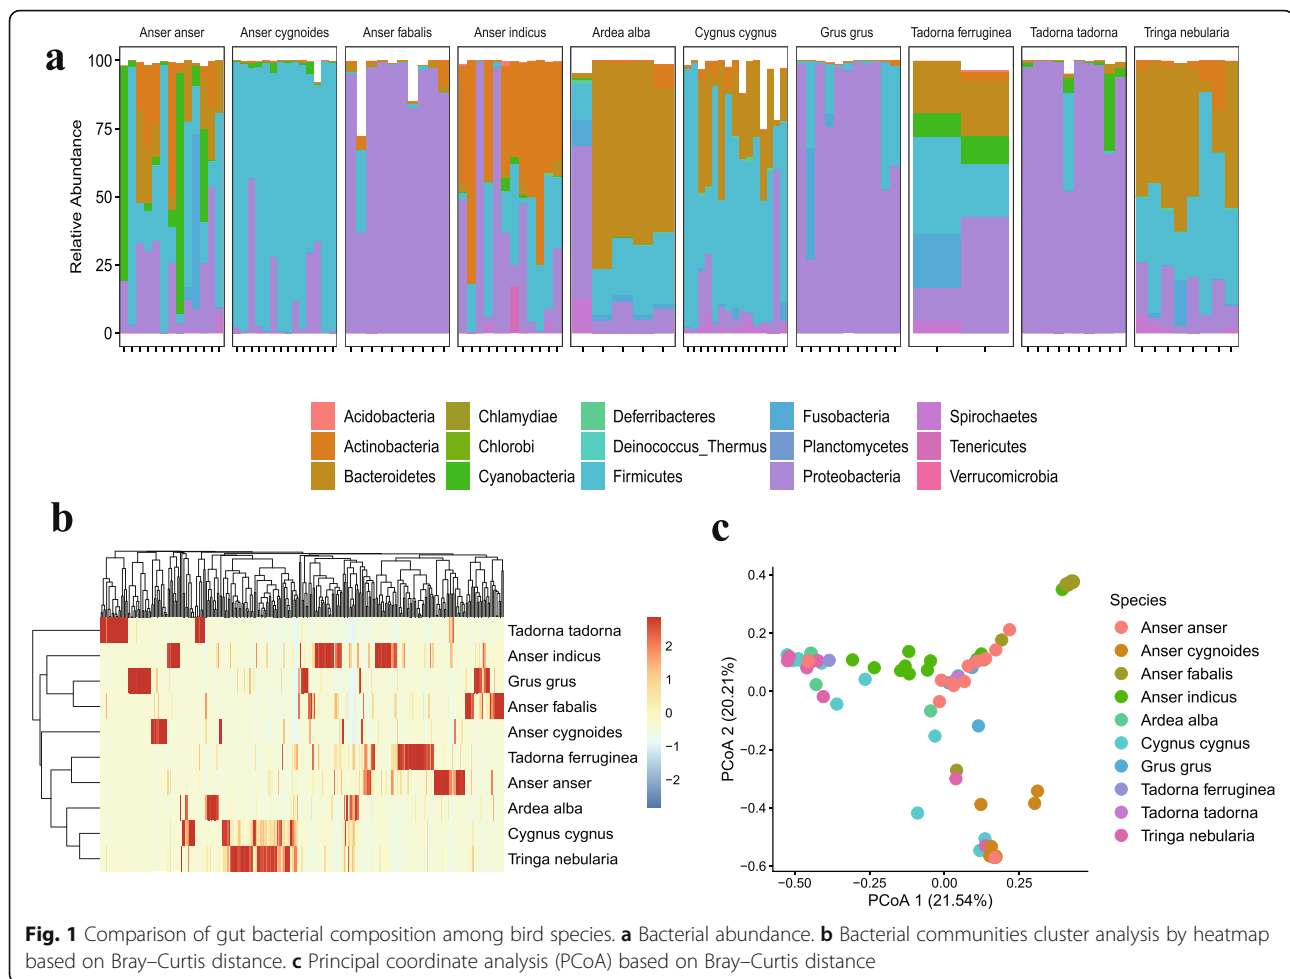 a
Anser anser Anser cygnoides Anser fabalis Anser indicus Ardea alba Cygnus cygnus Grus grus Tadorna ferruginea Tadorna tadorna Tringa nebularia
Relative Abundance
100
75
50
25
0
Acidobacteria Chlamydiae Deferribacteres Fusobacteria Spirochaetes
Actinobacteria Chlorobi Deinococcus_Thermus Planctomycetes Tenericutes
Bacteroidetes Cyanobacteria Firmicutes Proteobacteria Verrucomicrobia
b
Tadorna tadorna
Anser indicus
Grus grus
Anser fabalis
Anser cygnoides
Tadorna ferruginea
Anser anser
Ardea alba
Cygnus cygnus
Tringa nebularia
2
1
0
−1
−2
c
PCoA 2 (20.21%)
0.4
0.2
0.0
−0.2
−0.4
−0.6
−0.50 −0.25 0.00 0.25
PCoA 1 (21.54%)
Species
Anser anser
Anser cygnoides
Anser fabalis
Anser indicus
Ardea alba
Cygnus cygnus
Grus grus
Tadorna ferruginea
Tadorna tadorna
Tringa nebularia
Fig. 1 Comparison of gut bacterial composition among bird species. a Bacterial abundance. b Bacterial communities cluster analysis by heatmap
based on Bray–Curtis distance. c Principal coordinate analysis (PCoA) based on Bray–Curtis distance